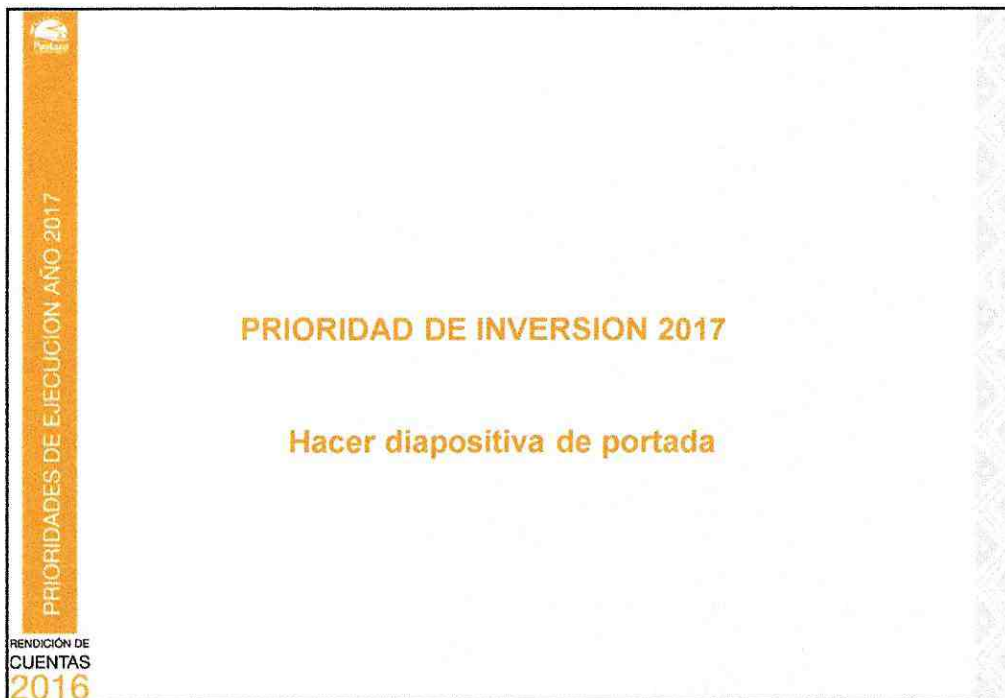 PRIORIDADES DE EJECUCION AÑO 2017
PRIORIDAD DE INVERSION 2017
Hacer diapositiva de portada
RENDICIÓN DE
CUENTAS
2016